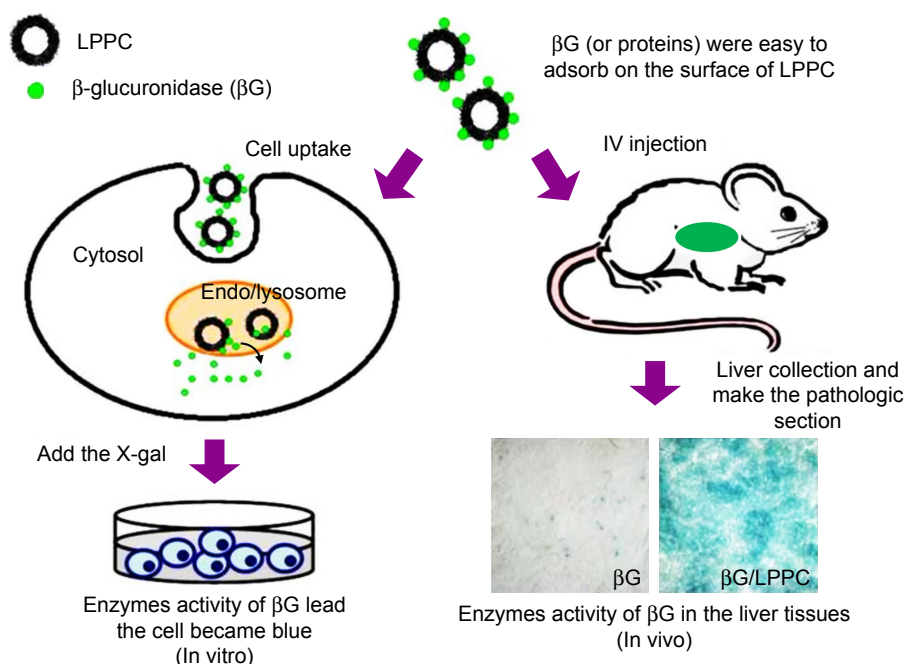 LPPC
β-glucuronidase (βG)
βG (or proteins) were easy to
adsorb on the surface of LPPC
Cell uptake
IV injection
Cytosol
Endo/lysosome
Liver collection and
make the pathologic
section
Add the X-gal
βG
βG/LPPC
Enzymes activity of βG lead
the cell became blue
(In vitro)
Enzymes activity of βG in the liver tissues
(In vivo)